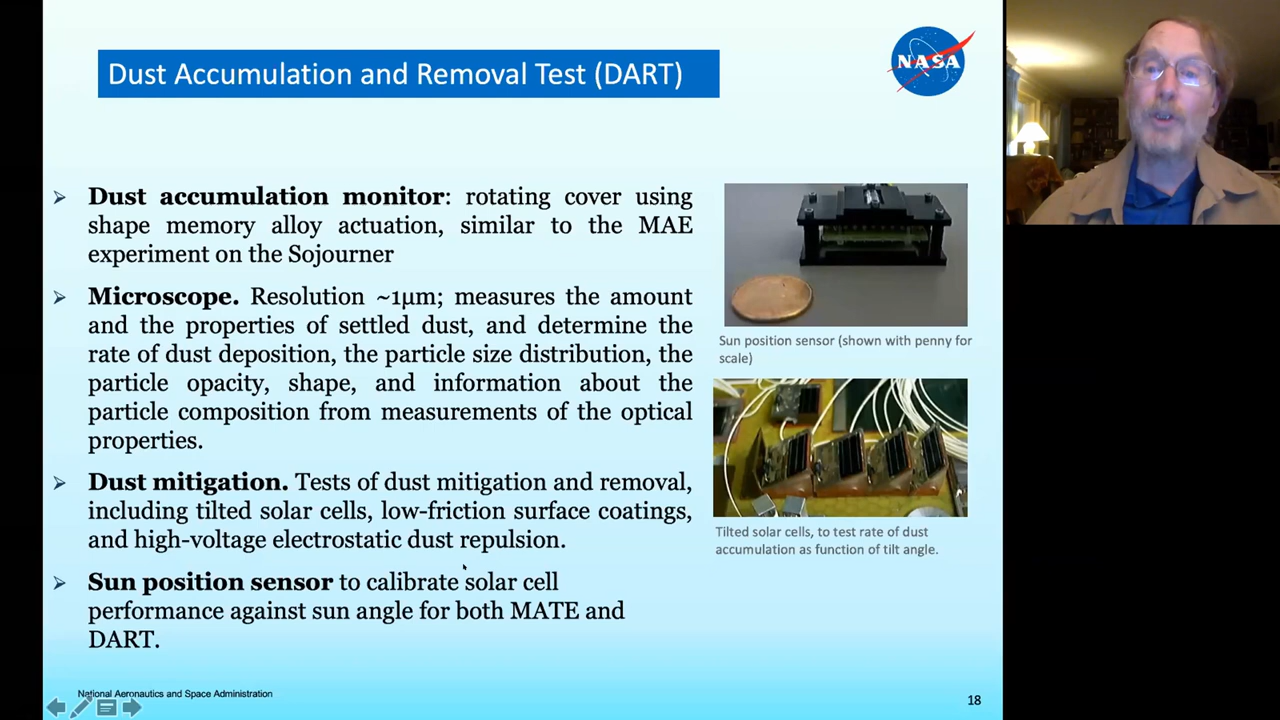 Dust Accumulation and Removal Test (DART)
NASA
➢ Dust accumulation monitor: rotating cover using
shape memory alloy actuation, similar to the MAE
experiment on the Sojourner
➢ Microscope. Resolution ~1µm; measures the amount
and the properties of settled dust, and determine the
rate of dust deposition, the particle size distribution, the
particle opacity, shape, and information about the
particle composition from measurements of the optical
properties.
➢ Dust mitigation. Tests of dust mitigation and removal,
including tilted solar cells, low-friction surface coatings,
and high-voltage electrostatic dust repulsion.
➢ Sun position sensor to calibrate solar cell
performance against sun angle for both MATE and
DART.
Sun position sensor (shown with penny for
scale)
Tilted solar cells, to test rate of dust
accumulation as function of tilt angle.
National Aeronautics and Space Administration
18